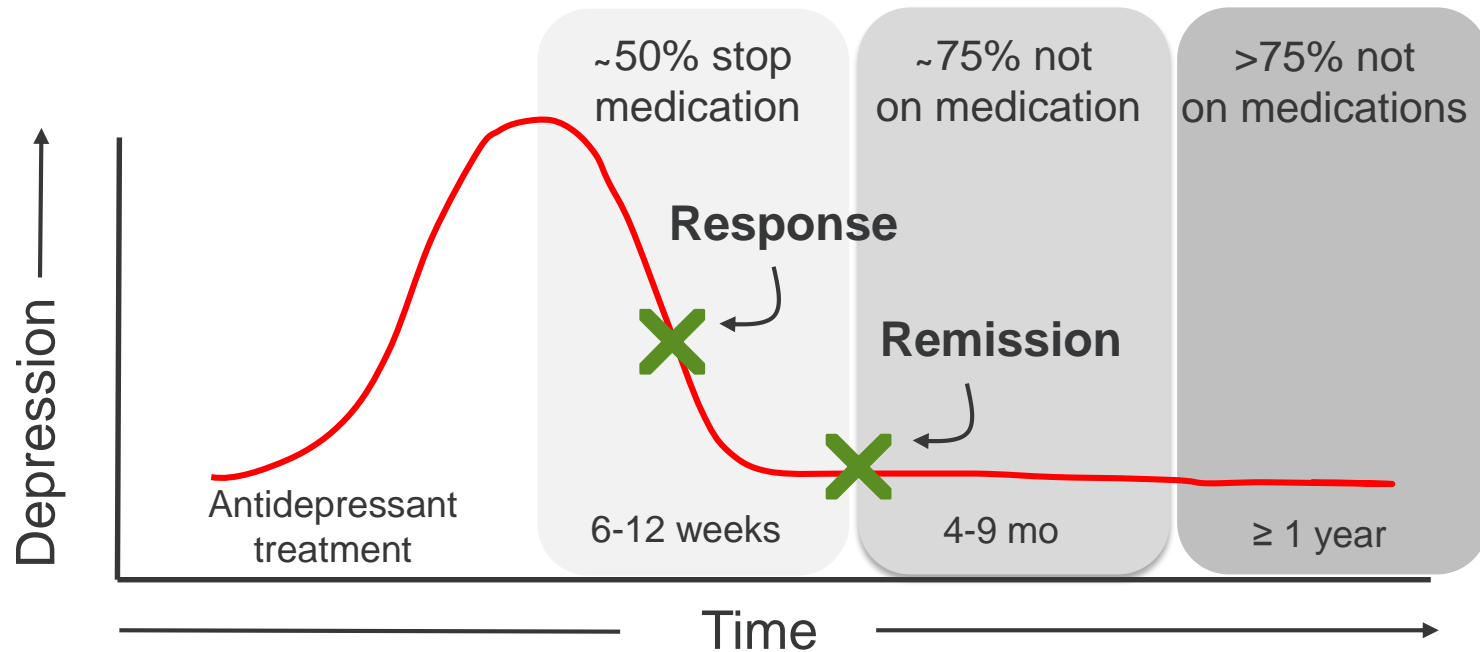 ~50% stop
medication
~75% not
on medication
>75% not
on medications
Response
Remission
Depression
Antidepressant
treatment
6-12 weeks
4-9 mo
≥ 1 year
Time